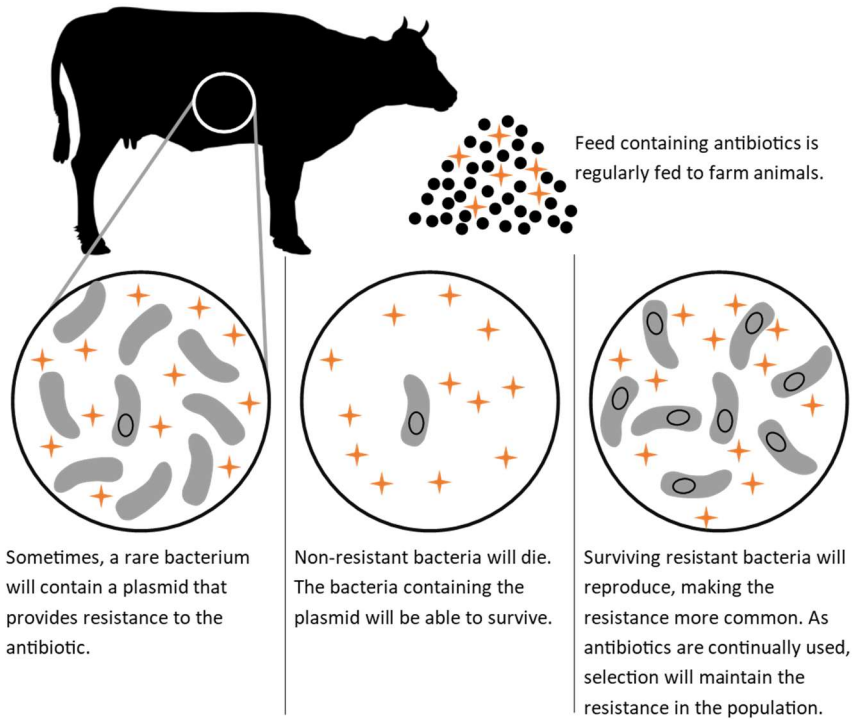 Feed containing antibiotics is
regularly fed to farm animals.
Sometimes, a rare bacterium
will contain a plasmid that
provides resistance to the
antibiotic.
Non-resistant bacteria will die.
The bacteria containing the
plasmid will be able to survive.
Surviving resistant bacteria will
reproduce, making the
resistance more common. As
antibiotics are continually used,
selection will maintain the
resistance in the population.